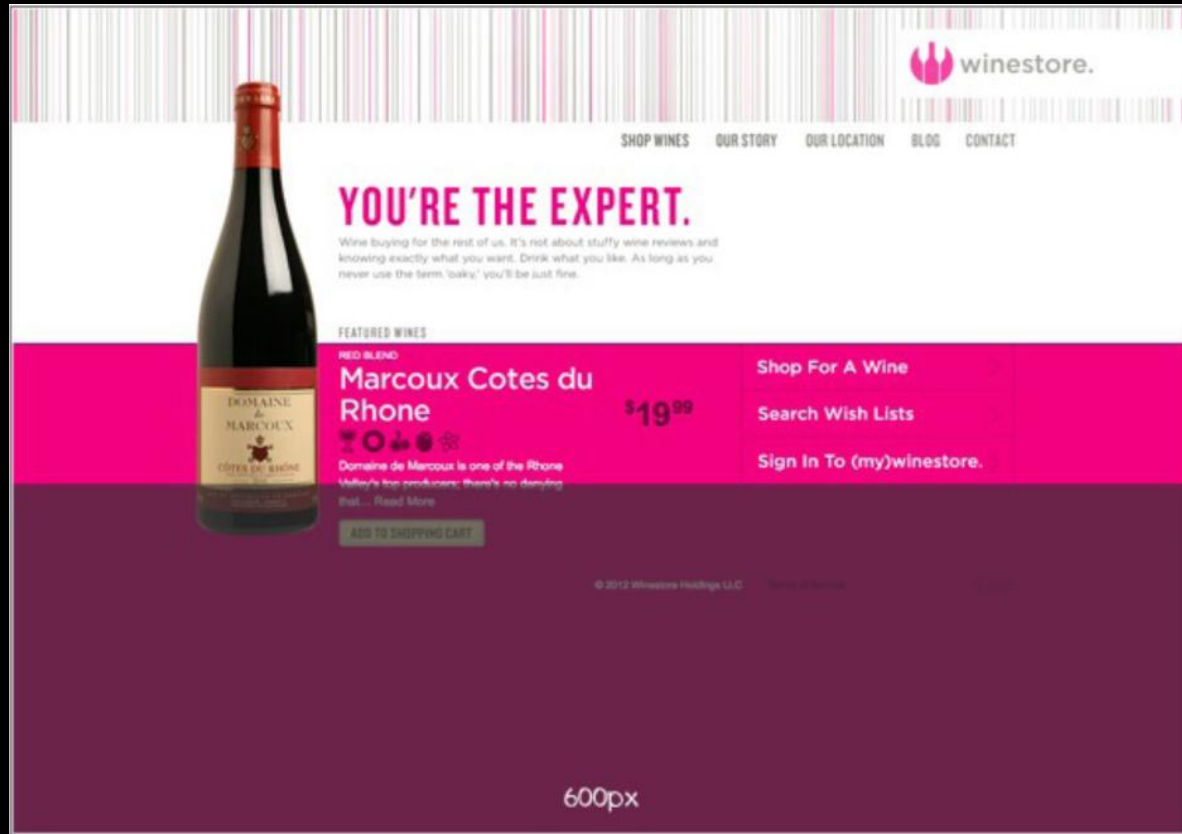 winestore.
SHOP WINES OUR STORY OUR LOCATION BLOG CONTACT
YOU'RE THE EXPERT.
Wine buying for the rest of us. It's not about stuffy wine reviews and
knowing exactly what you want. Drink what you like. As long as you
never use the term 'oaky,' you'll be just fine.
FEATURED WINES
RED BLEND
Marcoux Cotes du
Rhone
$1999
Domaine de Marcoux is one of the Rhone
Valley's top producers; there's no denying
that... Read More
ADD TO SHOPPING CART
Shop For A Wine
Search Wish Lists
Sign In To (my)winestore.
DOMAINE
de
MARCOUX
CÔTES DU RHÔNE
© 2012 Winestore Holdings LLC
600px